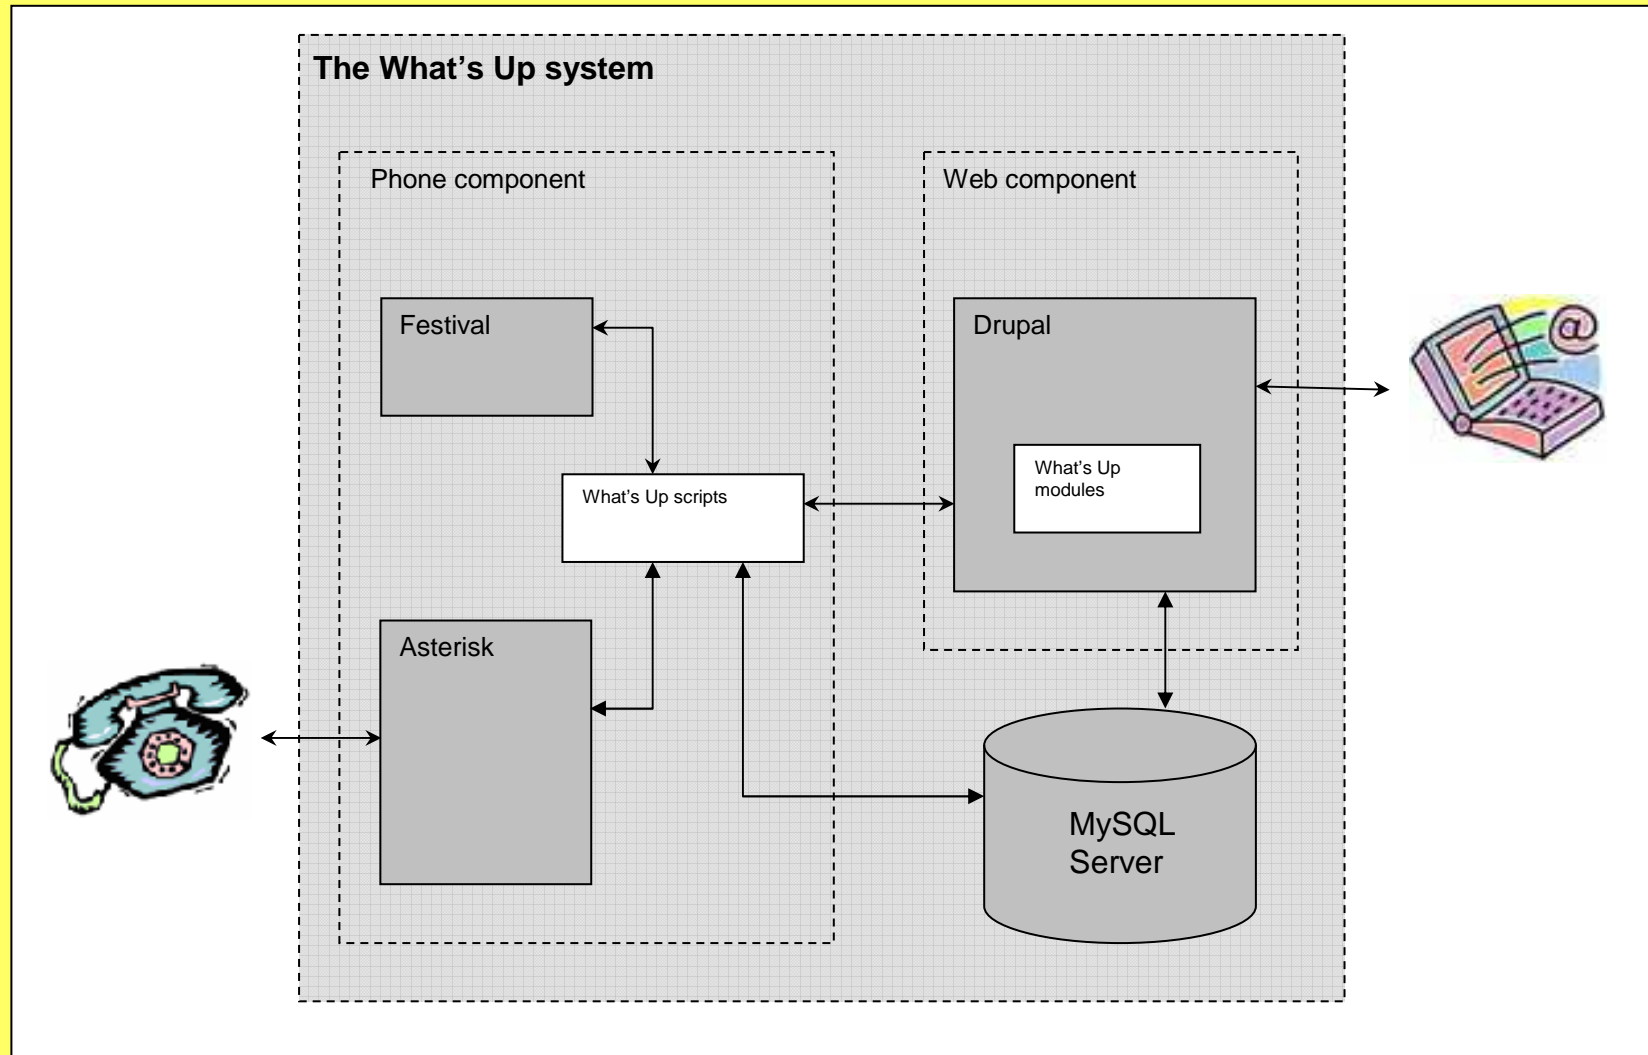 The What’s Up system
Phone component
Web component
Festival
Drupal
@
What’s Up
modules
What’s Up scripts
Asterisk
MySQL
Server